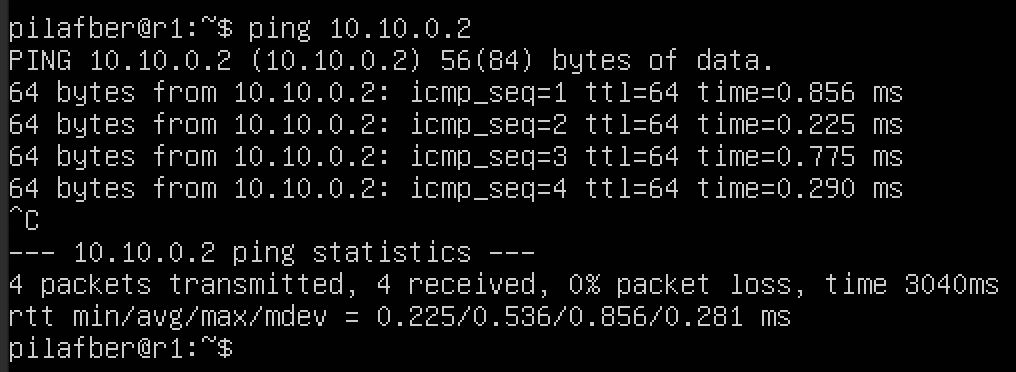 pilafber@r1:~$ ping 10.10.0.2
PING 10.10.0.2 (10.10.0.2) 56(84) bytes of data.
64 bytes from 10.10.0.2: icmp_seq=1 ttl=64 time=0.856 ms
64 bytes from 10.10.0.2: icmp_seq=2 ttl=64 time=0.225 ms
64 bytes from 10.10.0.2: icmp_seq=3 ttl=64 time=0.775 ms
64 bytes from 10.10.0.2: icmp_seq=4 ttl=64 time=0.290 ms
^C
--- 10.10.0.2 ping statistics ---
4 packets transmitted, 4 received, 0% packet loss, time 3040ms
rtt min/avg/max/mdev = 0.225/0.536/0.856/0.281 ms
pilafber@r1:~$